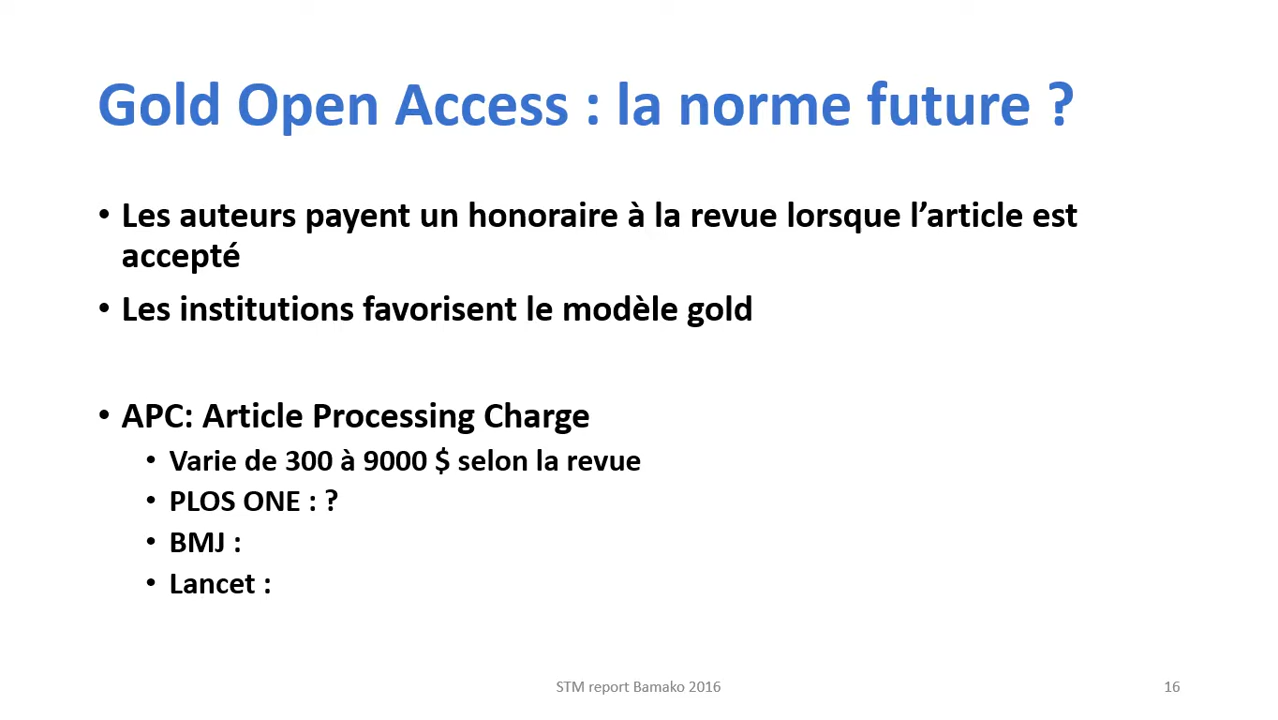 Gold Open Access : la norme future ?
• Les auteurs payent un honoraire à la revue lorsque l’article est
accepté
• Les institutions favorisent le modèle gold
• APC: Article Processing Charge
• Varie de 300 à 9000 $ selon la revue
• PLOS ONE : ?
• BMJ :
• Lancet :
STM report Bamako 2016
16